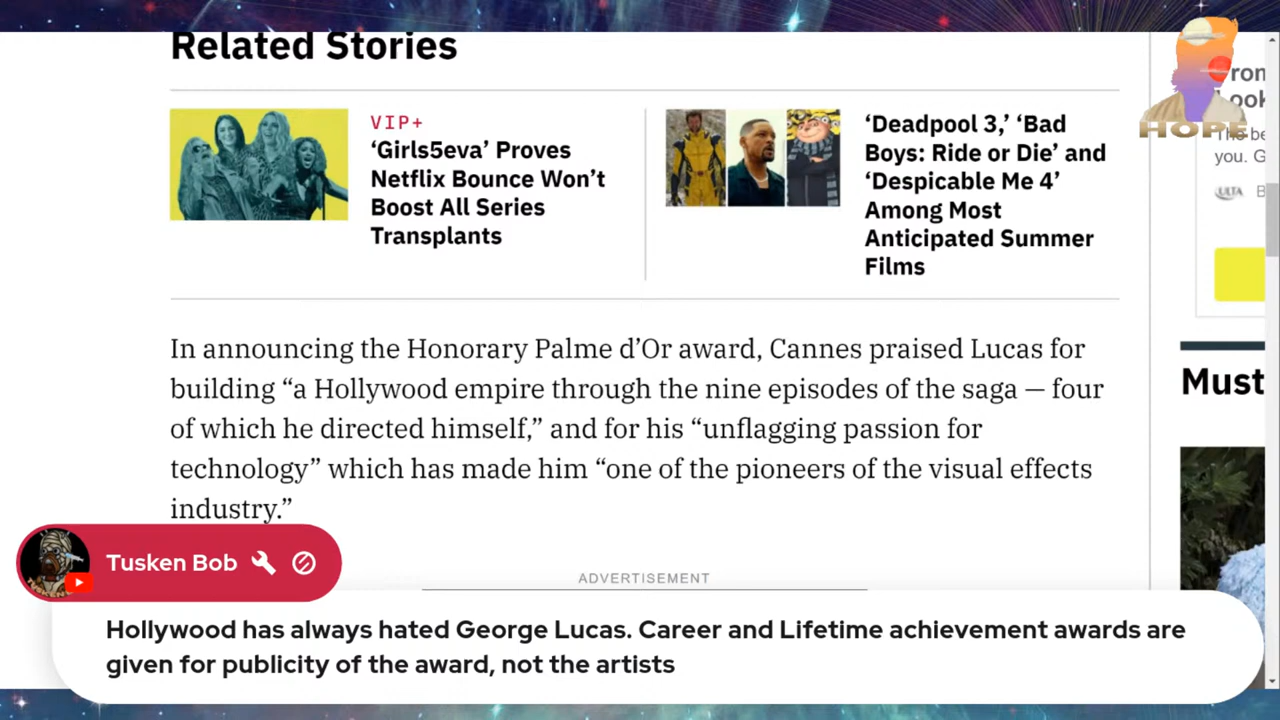 Related Stories
VIP+
‘Girls5eva’ Proves
Netflix Bounce Won’t
Boost All Series
Transplants
‘Deadpool 3,’ ‘Bad
Boys: Ride or Die’ and
‘Despicable Me 4’
Among Most
Anticipated Summer
Films
In announcing the Honorary Palme d’Or award, Cannes praised Lucas for
building “a Hollywood empire through the nine episodes of the saga — four
of which he directed himself,” and for his “unflagging passion for
technology” which has made him “one of the pioneers of the visual effects
industry.”
ADVERTISEMENT
HOPE
you. G
ULTA
Must
Tusken Bob
Hollywood has always hated George Lucas. Career and Lifetime achievement awards are
given for publicity of the award, not the artists